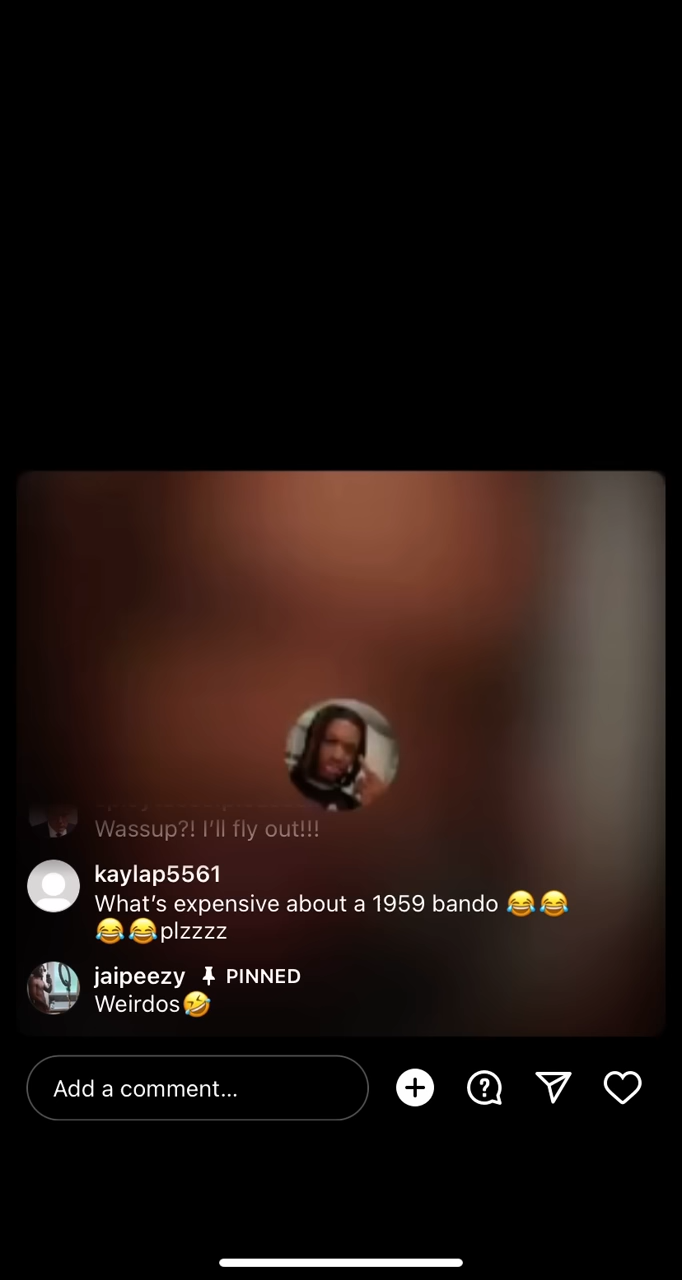 Wassup?! I’ll fly out!!!
kaylap5561
What’s expensive about a 1959 bando 😂😂
😂😂plzzzz
jaipeezy 📌 PINNED
Weirdos🤣
Add a comment...